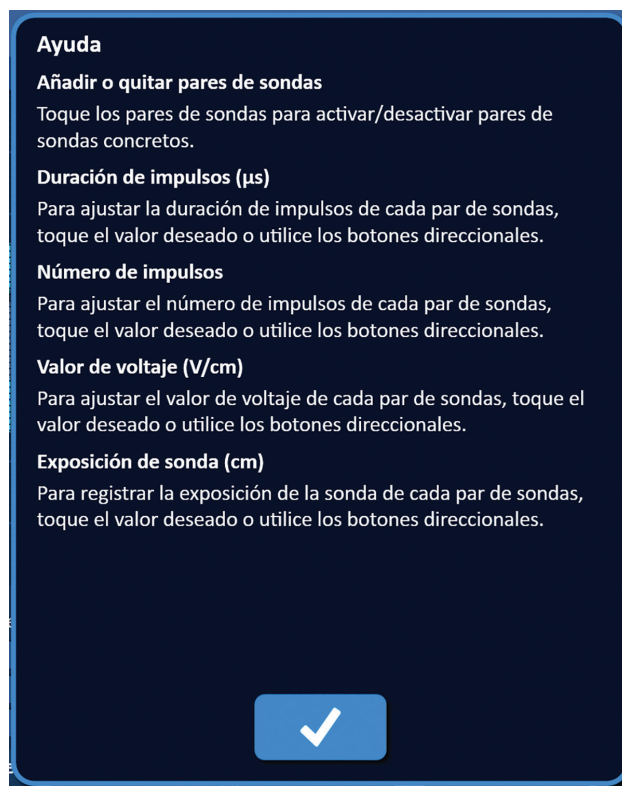 Ayuda
Añadir o quitar pares de sondas
Toque los pares de sondas para activar/desactivar pares de
sondas concretos.
Duración de impulsos (μs)
Para ajustar la duración de impulsos de cada par de sondas,
toque el valor deseado o utilice los botones direccionales.
Número de impulsos
Para ajustar el número de impulsos de cada par de sondas,
toque el valor deseado o utilice los botones direccionales.
Valor de voltaje (V/cm)
Para ajustar el valor de voltaje de cada par de sondas, toque el
valor deseado o utilice los botones direccionales.
Exposición de sonda (cm)
Para registrar la exposición de la sonda de cada par de sondas,
toque el valor deseado o utilice los botones direccionales.